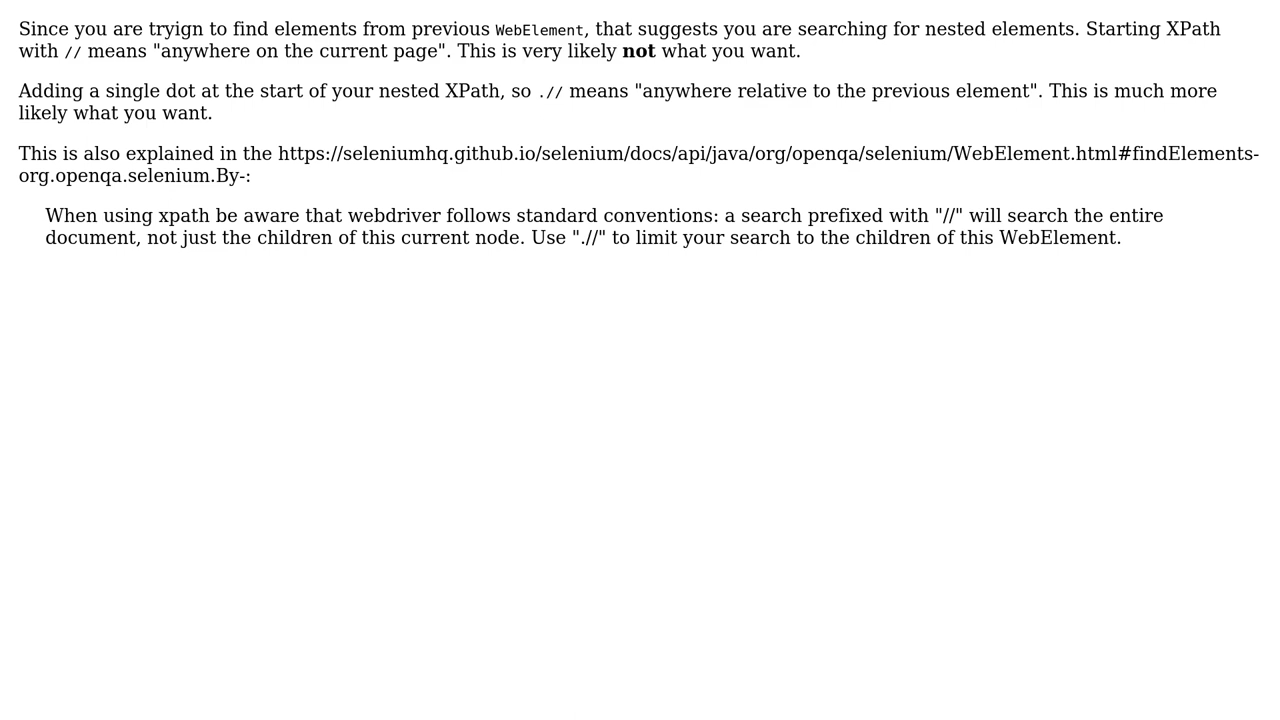 Since you are tryign to find elements from previous WebElement, that suggests you are searching for nested elements. Starting XPath
with // means "anywhere on the current page". This is very likely not what you want.
Adding a single dot at the start of your nested XPath, so .// means "anywhere relative to the previous element". This is much more
likely what you want.
This is also explained in the https://seleniumhq.github.io/selenium/docs/api/java/org/openqa/selenium/WebElement.html#findElements-
org.openqa.selenium.By-:
When using xpath be aware that webdriver follows standard conventions: a search prefixed with "//" will search the entire
document, not just the children of this current node. Use ".//" to limit your search to the children of this WebElement.